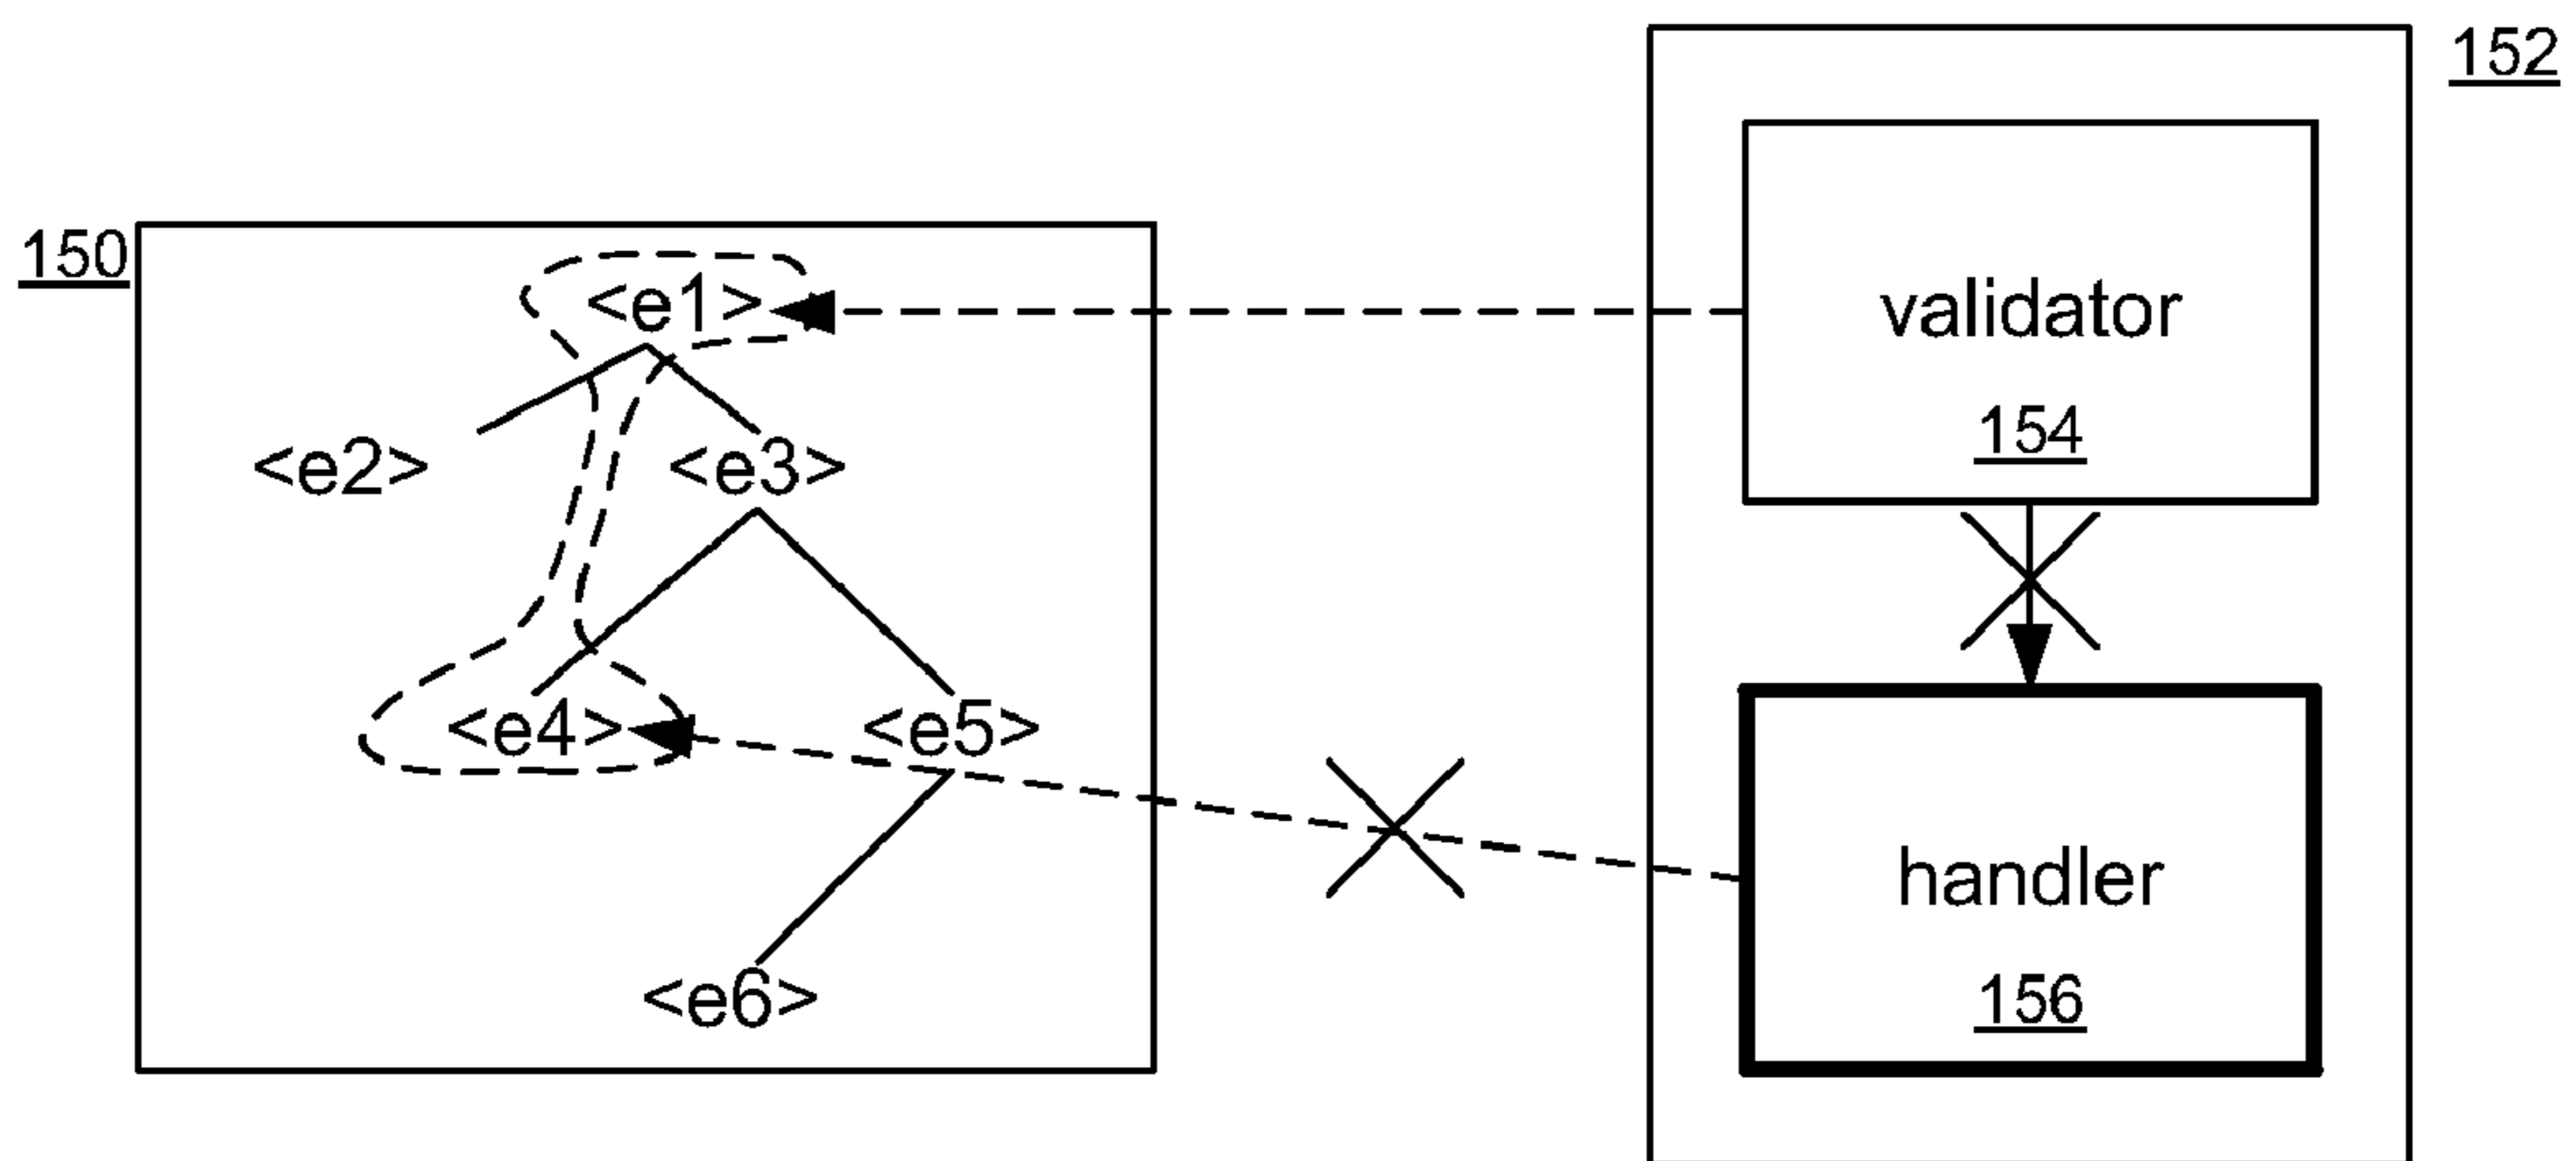 152
150
<e1>
validator
154
<e2>
<e3>
<e4>
<e5>
handler
156
<e6>